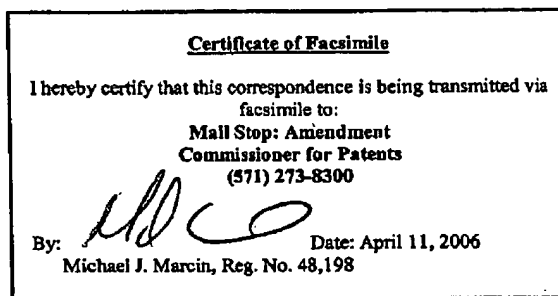 Certificate of Facsimile
I hereby certify that this correspondence is being transmitted via
facsimile to:
Mail Stop: Amendment
Commissioner for Patents
(571) 273-8300
By: Date: April 11, 2006
Michael J. Marcin, Reg. No. 48,198